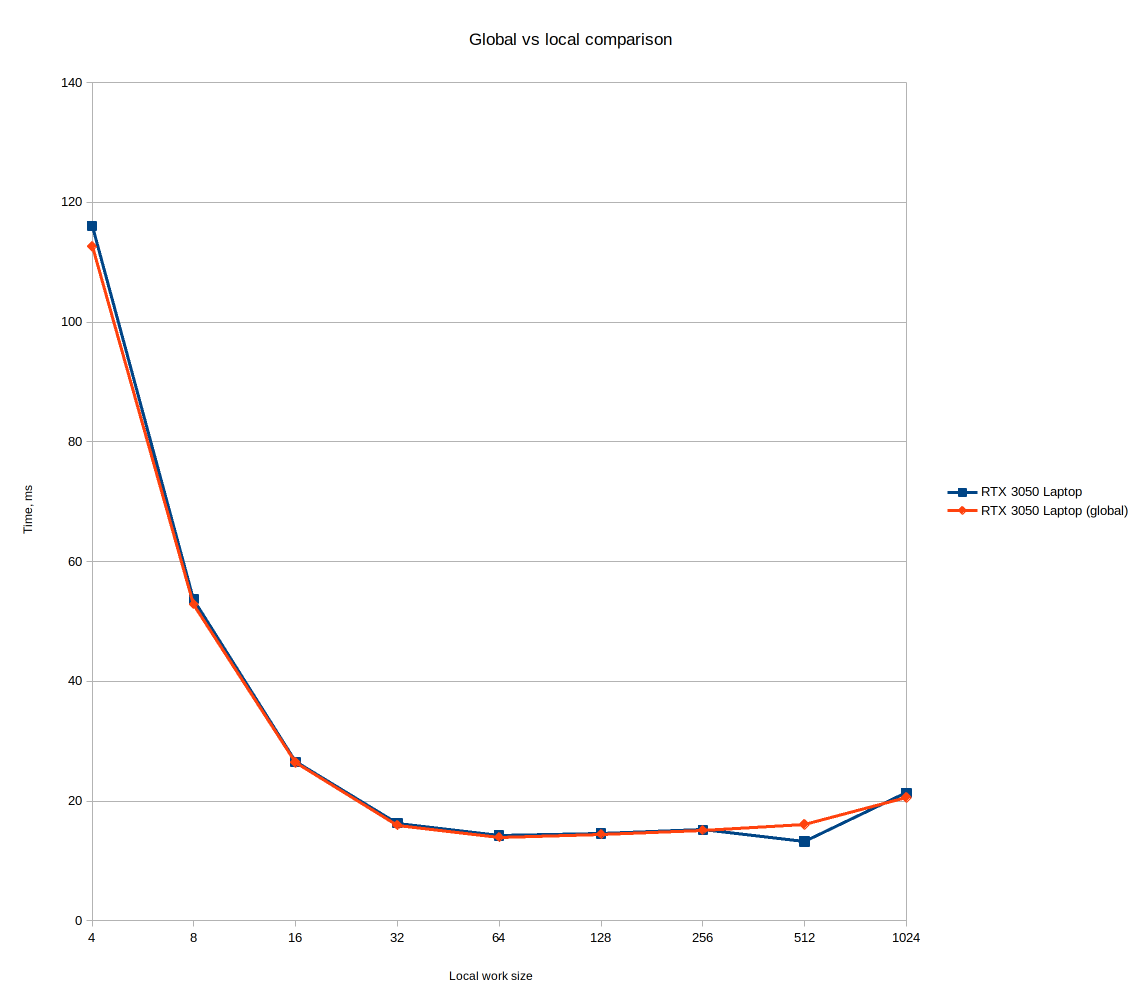 Global vs local comparison
140
120
100
80
60
40
20
0
Time, ms
4 8 16 32 64 128 256 512 1024
Local work size
RTX 3050 Laptop
RTX 3050 Laptop (global)